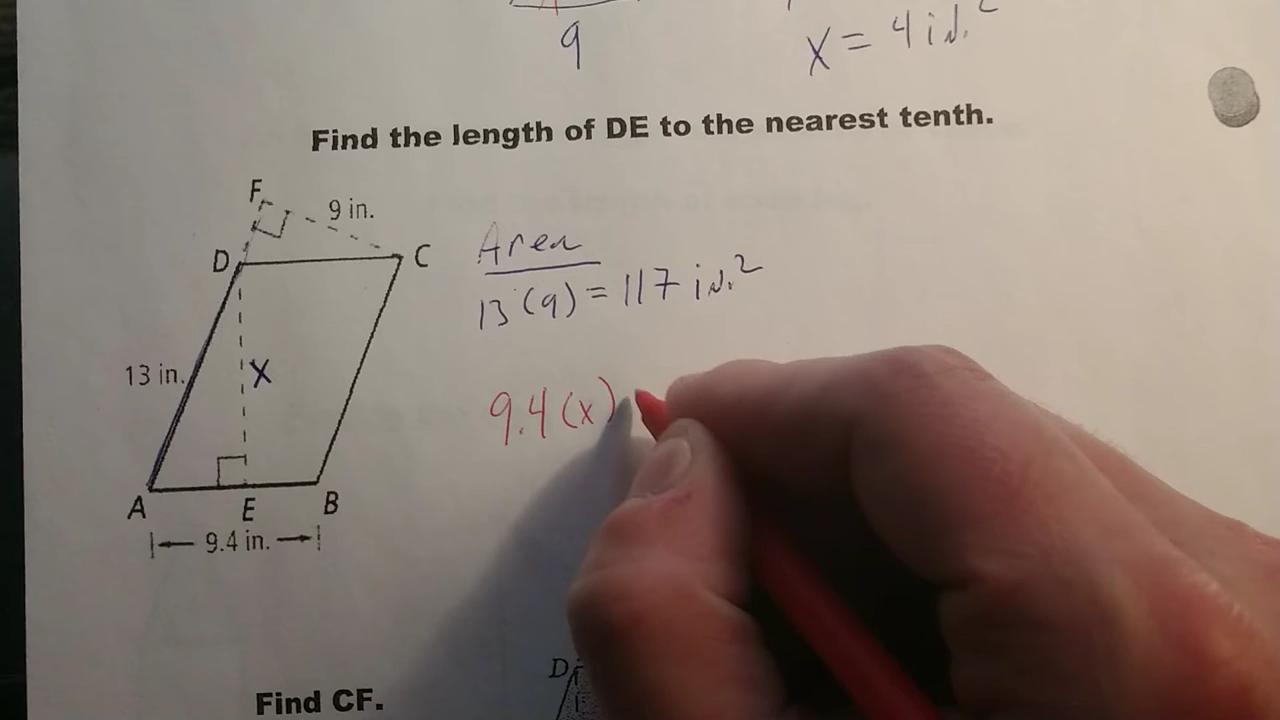 9
x = 4 in.²
Find the length of DE to the nearest tenth.
F
9 in.
D
C
Area
13(9) = 117 in.²
13 in.
x
9.4(x)
A
E
B
9.4 in.
D
Find CF.